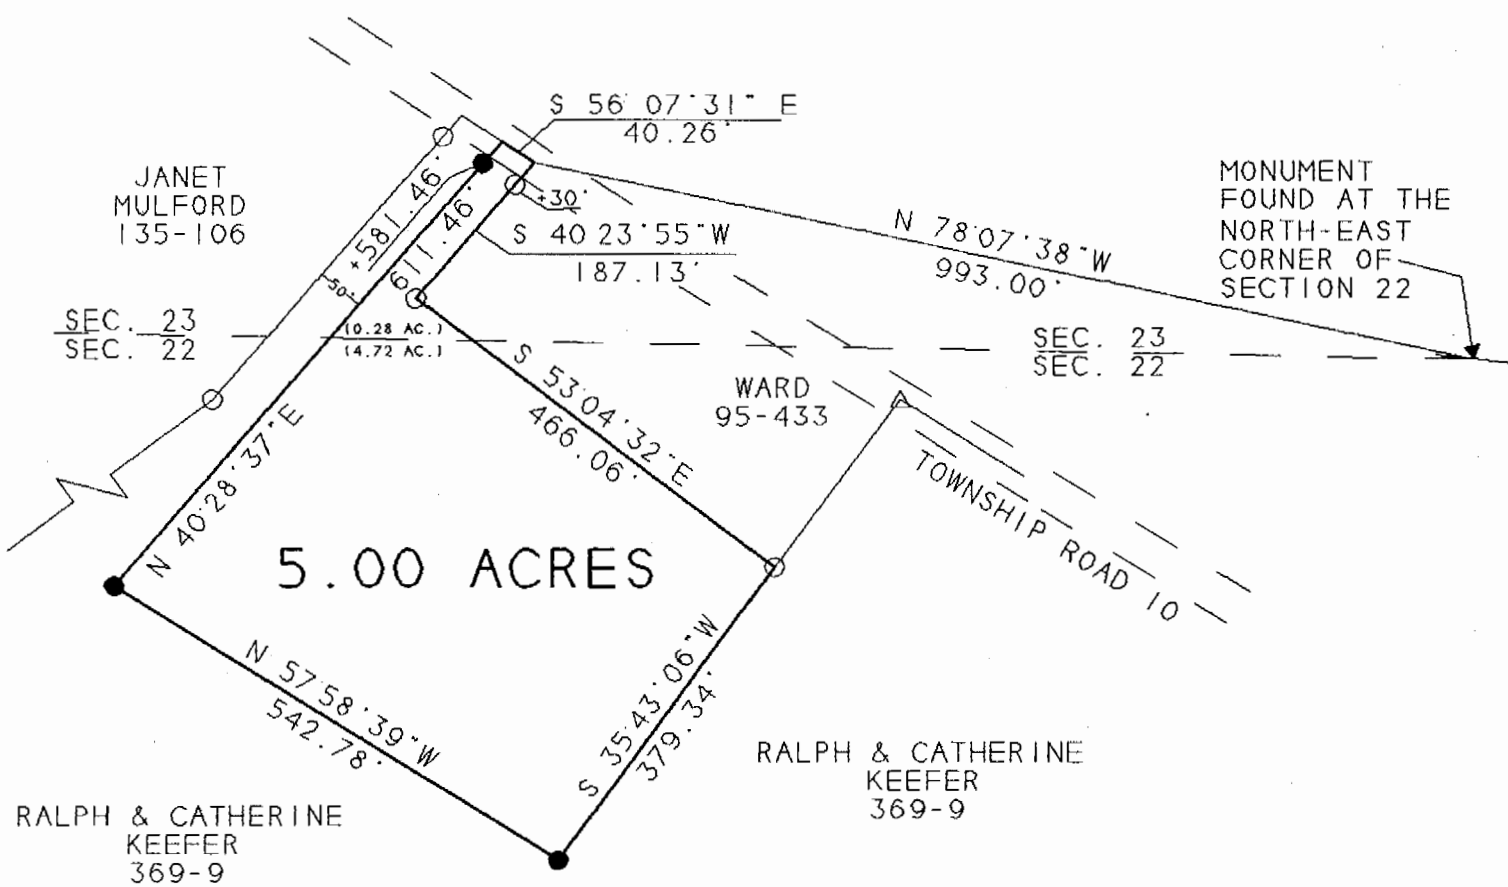 S 56°07'31" E
40.26'
JANET
MULFORD
135-106
+581.46'
611.46'
+30'
S 40°23'55"W
187.13'
N 78°07'38"W
993.00'
MONUMENT
FOUND AT THE
NORTH-EAST
CORNER OF
SECTION 22
50'
SEC. 23
SEC. 22
(0.28 AC.)
(4.72 AC.)
SEC. 23
SEC. 22
S 53°04'32"E
466.06'
WARD
95-433
N 40°28'37"E
TOWNSHIP ROAD 10
5.00 ACRES
N 57°58'39"W
542.78'
S 35°43'06"W
379.34'
RALPH & CATHERINE
KEEFER
369-9
RALPH & CATHERINE
KEEFER
369-9